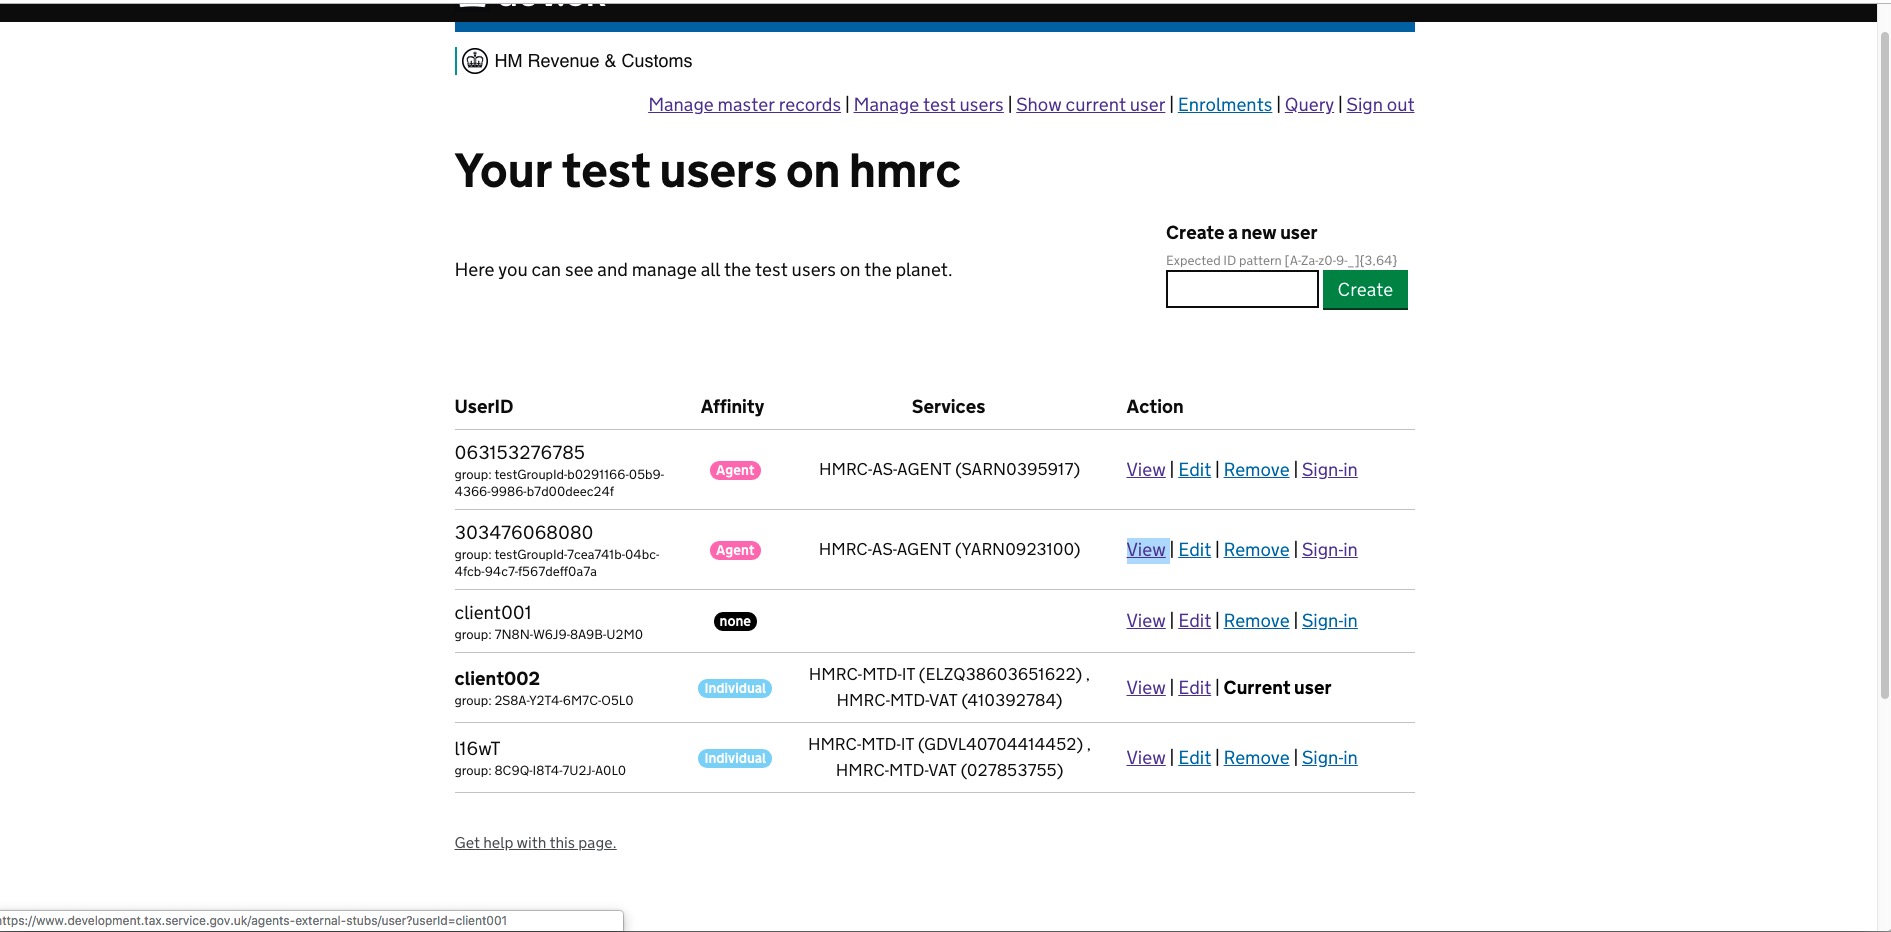 HM Revenue & Customs
Manage master records | Manage test users | Show current user | Enrolments | Query | Sign out
Your test users on hmrc
Create a new user
Expected ID pattern [A-Za-z0-9-_]{3,64}
Here you can see and manage all the test users on the planet.
Create
UserID Affinity Services Action
063153276785
group: testGroupId-b0291166-05b9-
4366-9986-b7d00deec24f
Agent
HMRC-AS-AGENT (SARN0395917)
View | Edit | Remove | Sign-in
303476068080
group: testGroupId-7cea741b-04bc-
4fcb-94c7-f567deff0a7a
Agent
HMRC-AS-AGENT (YARN0923100)
View | Edit | Remove | Sign-in
client001
group: 7N8N-W6J9-8A9B-U2M0
none
View | Edit | Remove | Sign-in
client002
group: 2S8A-Y2T4-6M7C-O5L0
Individual
HMRC-MTD-IT (ELZQ38603651622) ,
HMRC-MTD-VAT (410392784)
View | Edit | Current user
l16wT
group: 8C9Q-I8T4-7U2J-A0L0
Individual
HMRC-MTD-IT (GDVL40704414452) ,
HMRC-MTD-VAT (027853755)
View | Edit | Remove | Sign-in
Get help with this page.
https://www.development.tax.service.gov.uk/agents-external-stubs/user?userId=client001